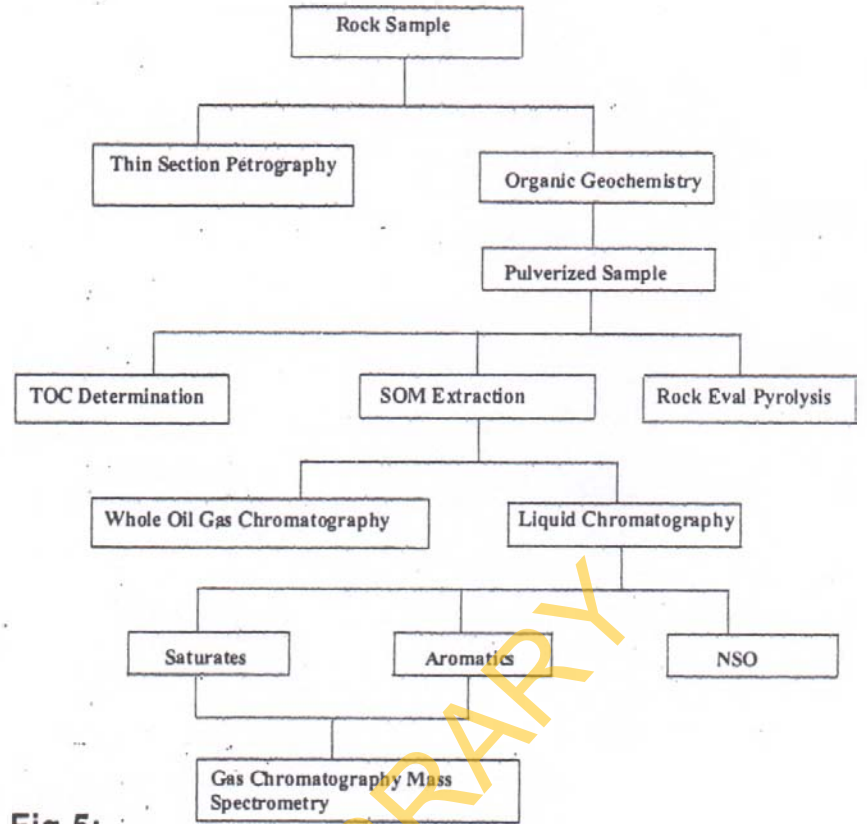 Rock Sample
Thin Section Petrography
Organic Geochemistry
Pulverized Sample
TOC Determination
SOM Extraction
Rock Eval Pyrolysis
Whole Oil Gas Chromatography
Liquid Chromatography
Saturates
Aromatics
NSO
Gas Chromatography Mass
Spectrometry
Fig 5:
RARY